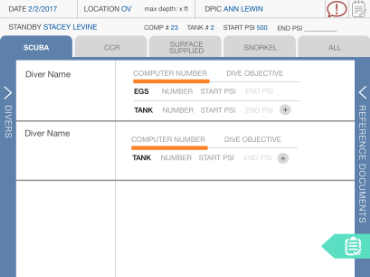 DATE 2/2/2017 LOCATION OV max depth: x ft DPIC ANN LEWIN
STANDBY STACEY LEVINE COMP # 23 TANK # 2 START PSI 500 END PSI
SCUBA CCR SURFACE SUPPLIED SNORKEL ALL
Diver Name COMPUTER NUMBER DIVE OBJECTIVE
EGS NUMBER START PSI END PSI
TANK NUMBER START PSI END PSI +
Diver Name COMPUTER NUMBER DIVE OBJECTIVE
TANK NUMBER START PSI END PSI +
DIVERS
REFERENCE DOCUMENTS